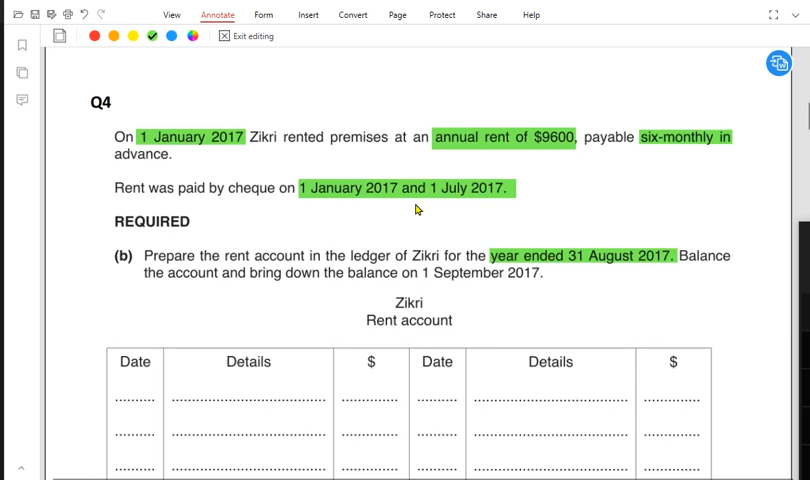 View Annotate Form Insert Convert Page Protect Share Help
Exit editing
Q4
On 1 January 2017 Zikri rented premises at an annual rent of $9600, payable six-monthly in
advance.
Rent was paid by cheque on 1 January 2017 and 1 July 2017.
REQUIRED
(b) Prepare the rent account in the ledger of Zikri for the year ended 31 August 2017. Balance
the account and bring down the balance on 1 September 2017.
Zikri
Rent account
Date Details $ Date Details $